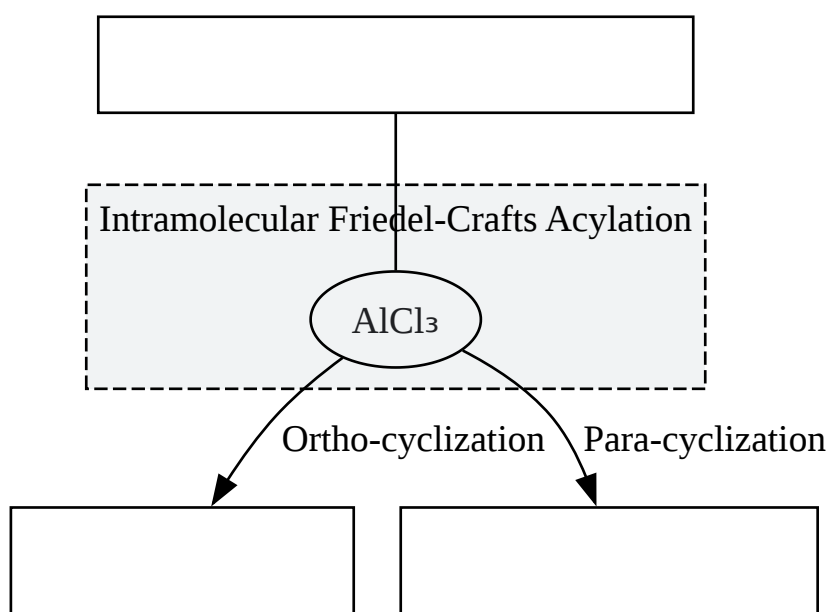 Intramolecular Friedel-Crafts Acylation
AlCl₃
Ortho-cyclization
Para-cyclization